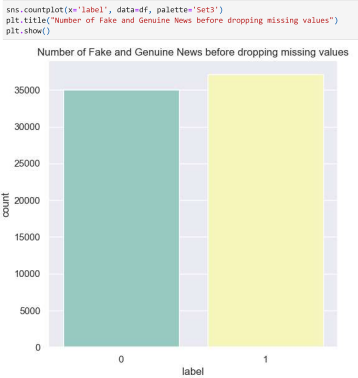 sns.countplot(x='label', data=df, palette='Set3')
plt.title("Number of Fake and Genuine News before dropping missing values")
plt.show()
Number of Fake and Genuine News before dropping missing values
35000
30000
25000
20000
15000
10000
5000
0
count
0 1
label